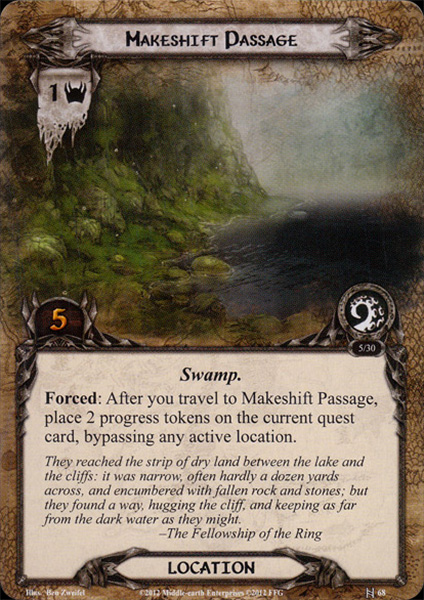 Makeshift Passage
1
5
5/30
Swamp.
Forced: After you travel to Makeshift Passage,
place 2 progress tokens on the current quest
card, bypassing any active location.
They reached the strip of dry land between the lake and
the cliffs: it was narrow, often hardly a dozen yards
across, and encumbered with fallen rock and stones; but
they found a way, hugging the cliff, and keeping as far
from the dark water as they might.
–The Fellowship of the Ring
LOCATION
Illus. Ben Zweifel
©2012 Middle-earth Enterprises ©2012 FFG
68